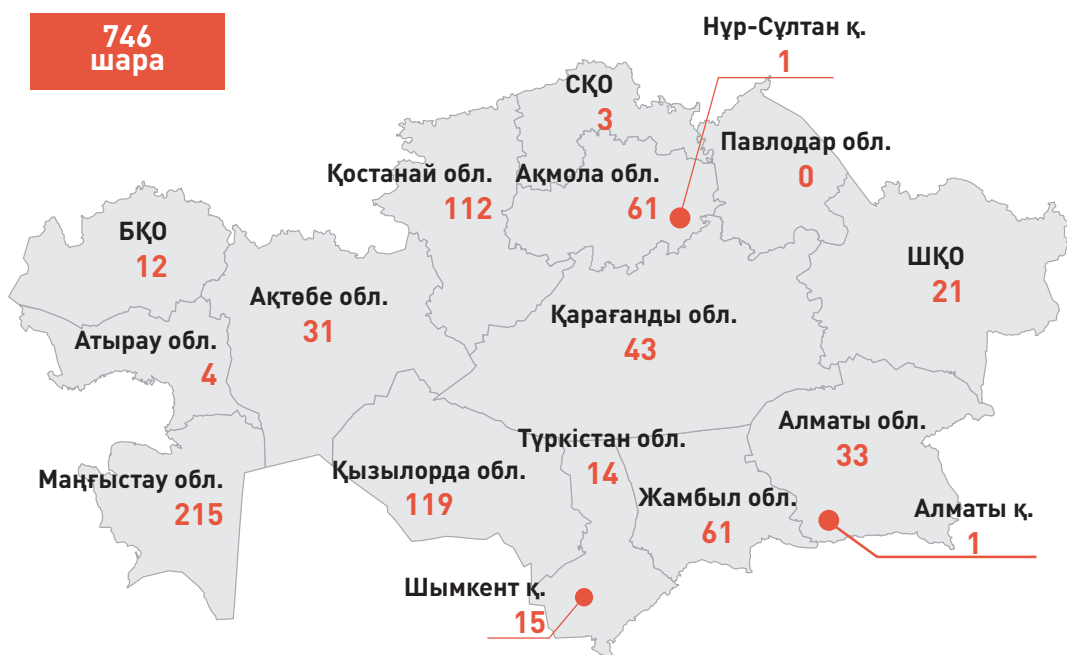 746
шара
Нұр-Сұлтан қ.
1
СҚО
3
Павлодар обл.
0
Қостанай обл.
112
Ақмола обл.
61
БҚО
12
ШҚО
21
Ақтөбе обл.
31
Қарағанды обл.
43
Атырау обл.
4
Алматы обл.
33
Түркістан обл.
14
Маңғыстау обл.
215
Қызылорда обл.
119
Жамбыл обл.
61
Алматы қ.
1
Шымкент қ.
15